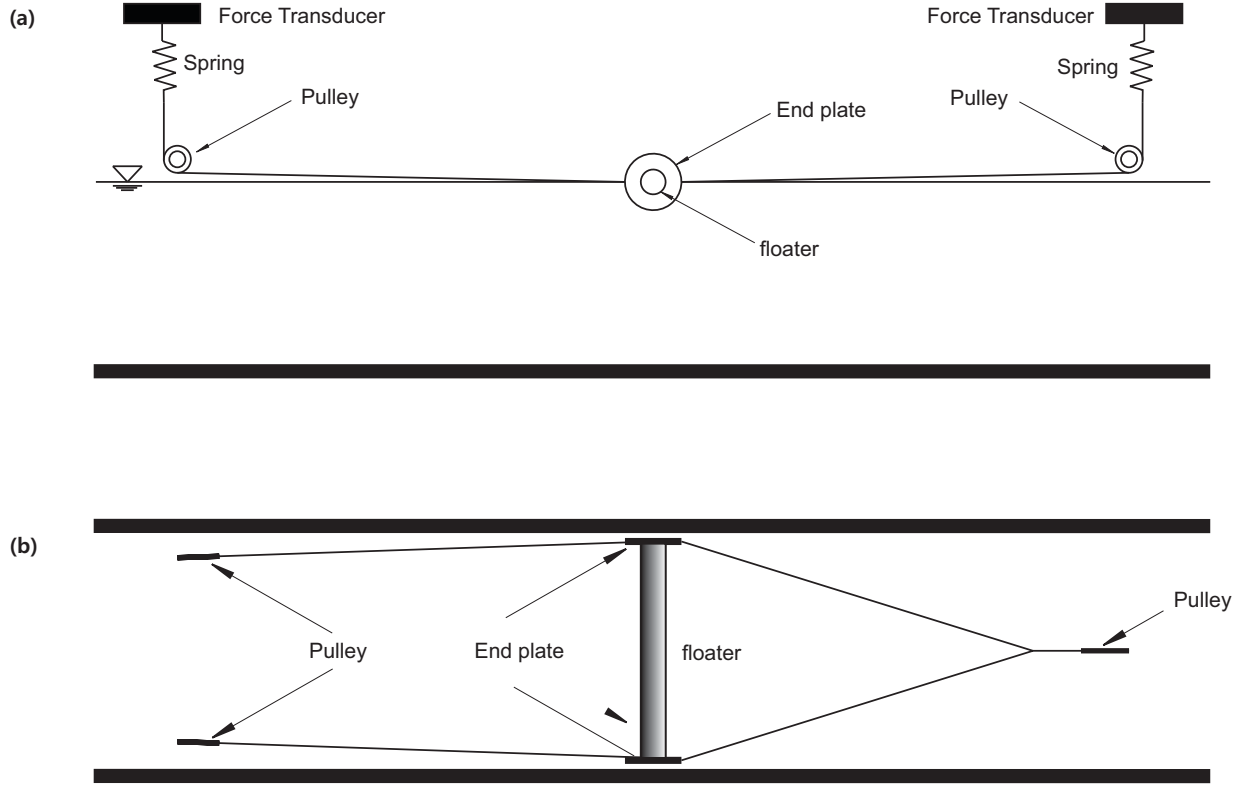 (a)
Force Transducer
Force Transducer
Spring
Spring
Pulley
Pulley
End plate
floater
(b)
Pulley
Pulley
End plate
floater